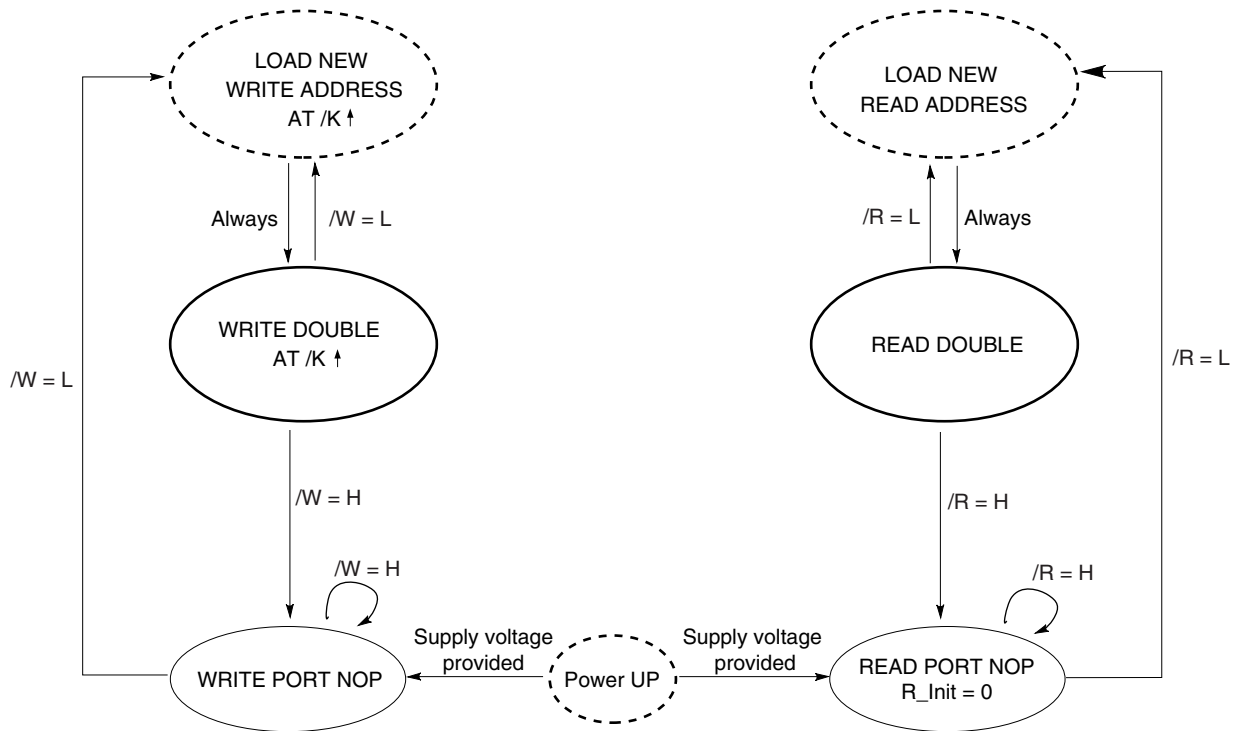 LOAD NEW
WRITE ADDRESS
AT /K ↑
LOAD NEW
READ ADDRESS
Always
/W = L
/R = L
Always
WRITE DOUBLE
AT /K ↑
READ DOUBLE
/W = L
/R = L
/W = H
/R = H
/W = H
/R = H
WRITE PORT NOP
Supply voltage
provided
Power UP
Supply voltage
provided
READ PORT NOP
R_Init = 0